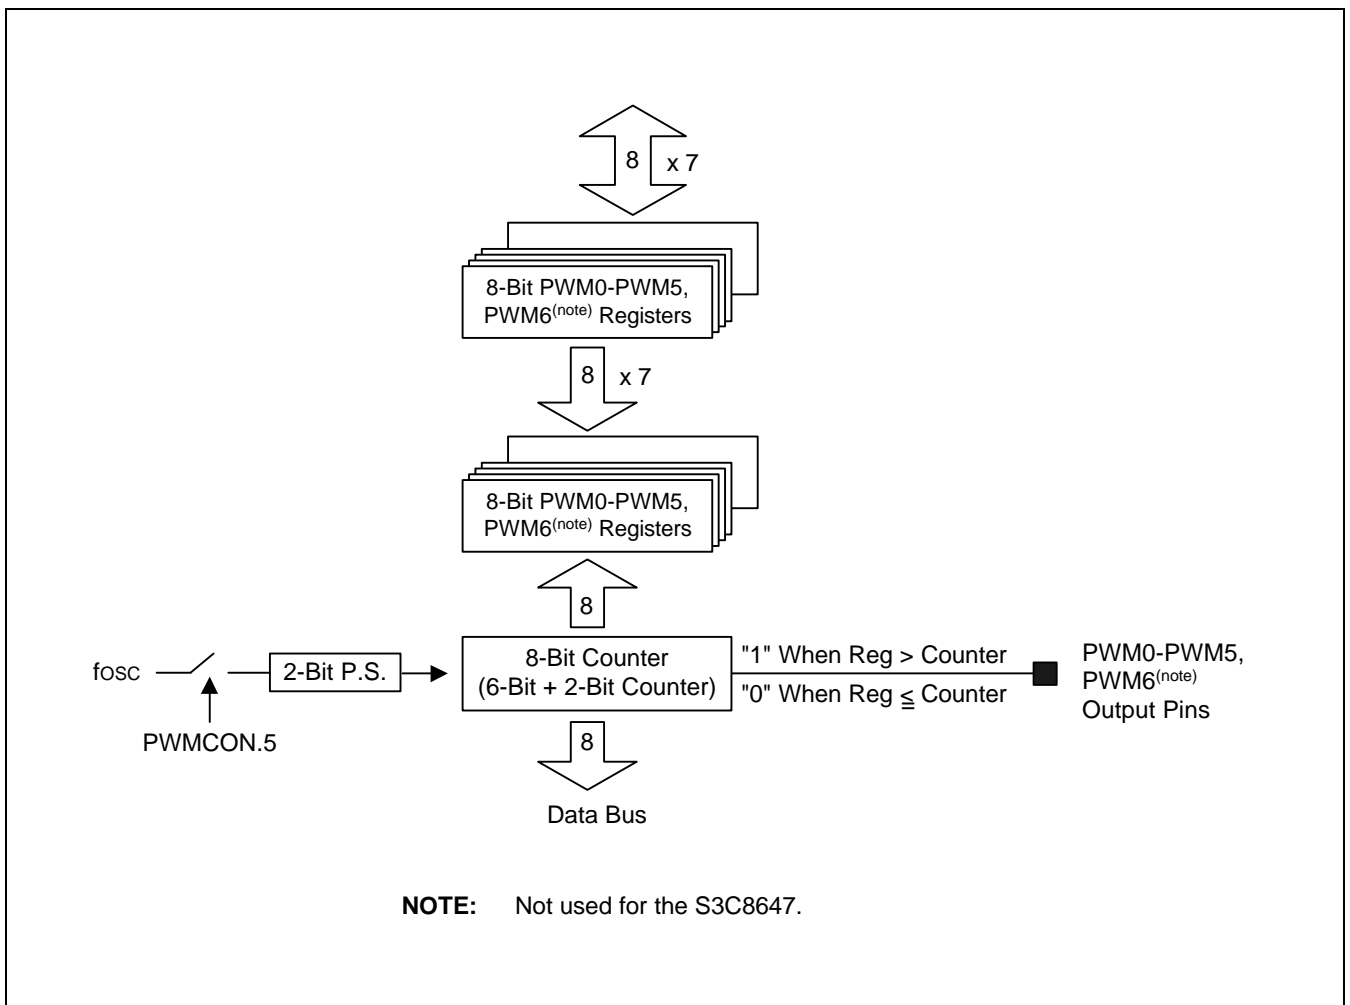 8 x 7
8-Bit PWM0-PWM5,
PWM6(note) Registers
8 x 7
8-Bit PWM0-PWM5,
PWM6(note) Registers
8
fOSC
2-Bit P.S.
PWMCON.5
8-Bit Counter
(6-Bit + 2-Bit Counter)
"1" When Reg > Counter
"0" When Reg ≦ Counter
PWM0-PWM5,
PWM6(note)
Output Pins
8
Data Bus
NOTE: Not used for the S3C8647.